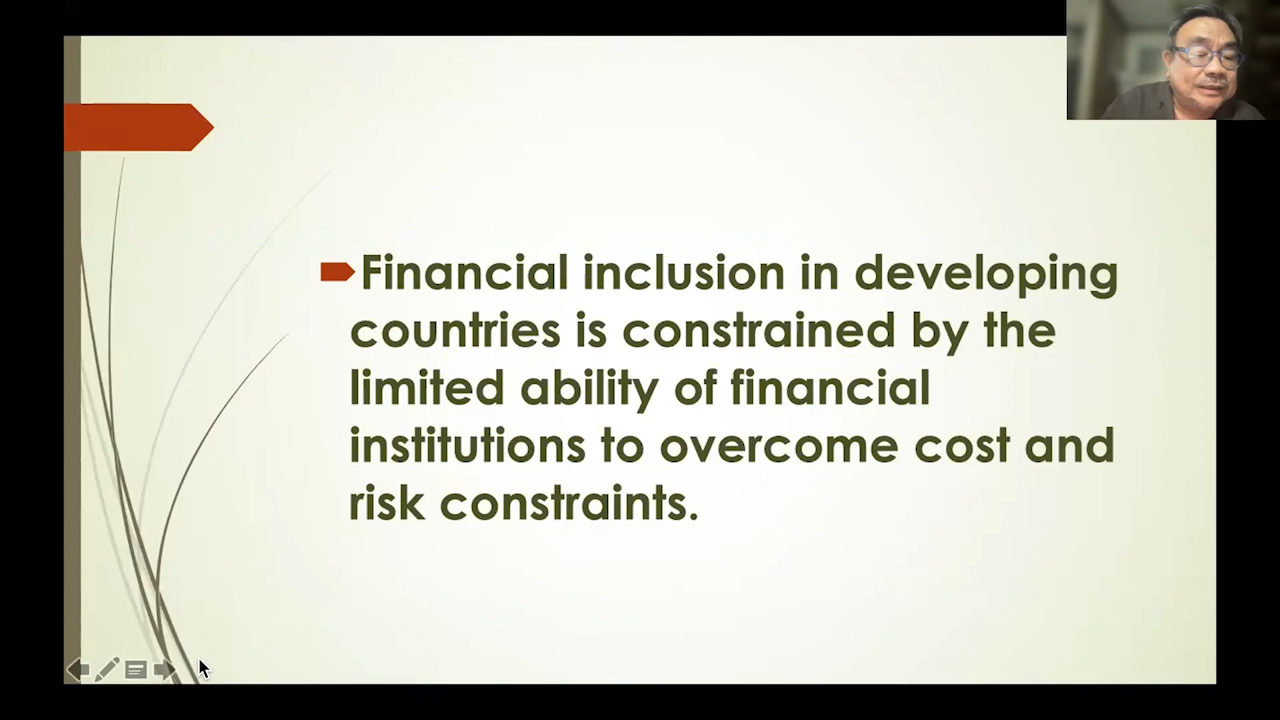 Financial inclusion in developing
countries is constrained by the
limited ability of financial
institutions to overcome cost and
risk constraints.